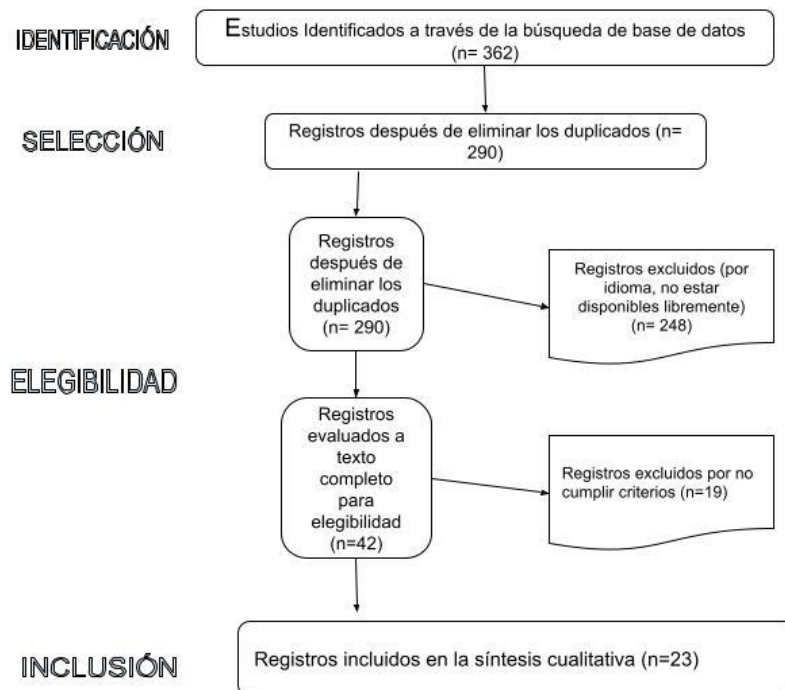 IDENTIFICACIÓN
Estudios Identificados a través de la búsqueda de base de datos
(n= 362)
SELECCIÓN
Registros después de eliminar los duplicados (n=
290)
Registros
después de
eliminar los
duplicados
(n= 290)
Registros excluidos (por
idioma, no estar
disponibles libremente)
(n= 248)
ELEGIBILIDAD
Registros
evaluados a
texto
completo
para
elegibilidad
(n=42)
Registros excluidos por no
cumplir criterios (n=19)
INCLUSIÓN
Registros incluidos en la síntesis cualitativa (n=23)